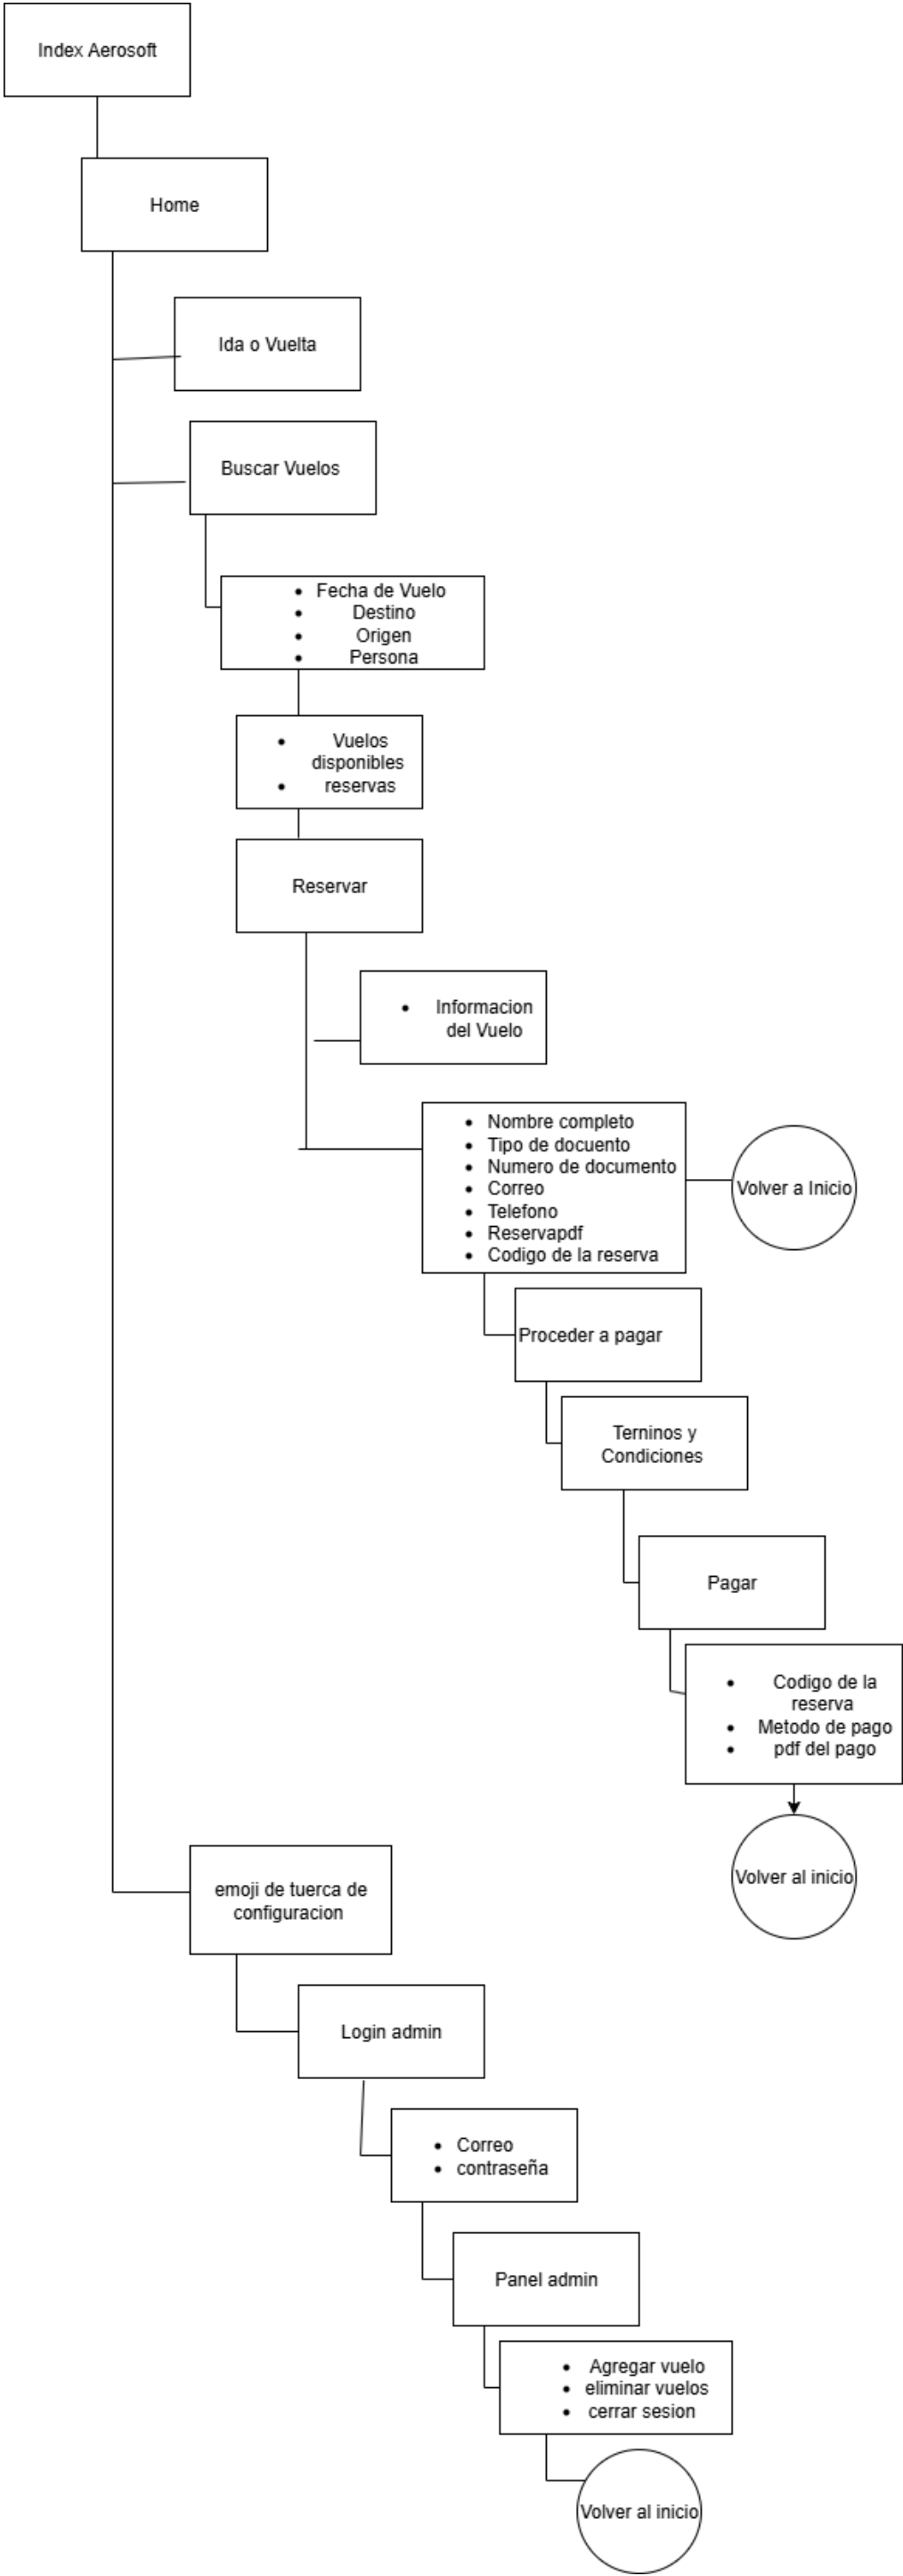 Index Aerosoft
Home
Ida o Vuelta
Buscar Vuelos
Fecha de Vuelo
Destino
Origen
Persona
Vuelos
disponibles
reservas
Reservar
Informacion
del Vuelo
Nombre completo
Tipo de docuento
Numero de documento
Correo
Telefono
Reservapdf
Codigo de la reserva
Volver a Inicio
Proceder a pagar
Terninos y
Condiciones
Pagar
Codigo de la
reserva
Metodo de pago
pdf del pago
Volver al inicio
emoji de tuerca de
configuracion
Login admin
Correo
contraseña
Panel admin
Agregar vuelo
eliminar vuelos
cerrar sesion
Volver al inicio